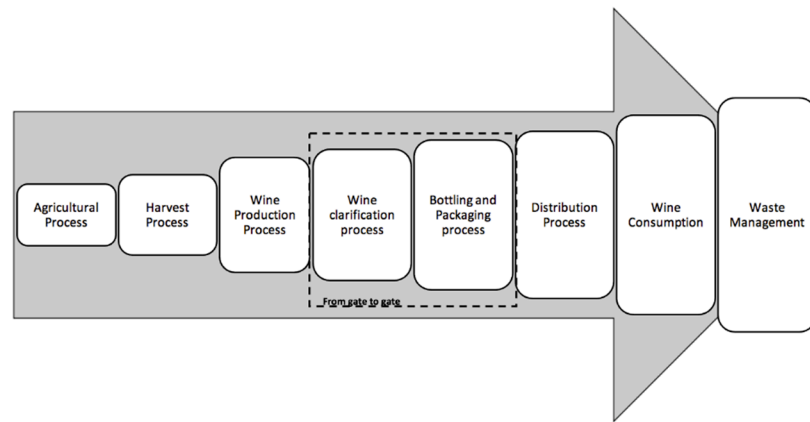 Agricultural
Process
Harvest
Process
Wine
Production
Process
Wine
clarification
process
Bottling and
Packaging
process
Distribution
Process
Wine
Consumption
Waste
Management
From gate to gate